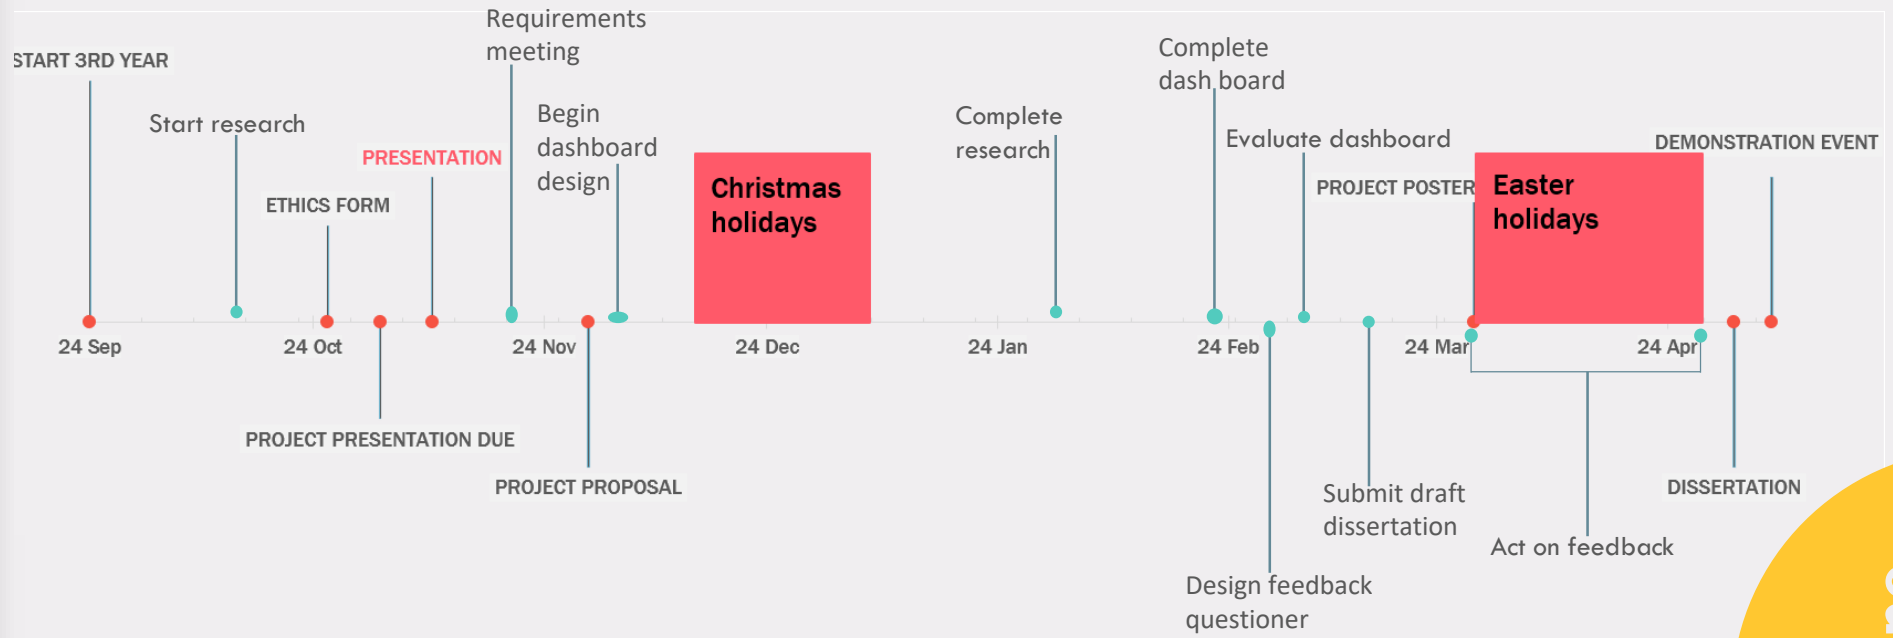 START 3RD YEAR
Start research
ETHICS FORM
PRESENTATION
Requirements
meeting
Begin
dashboard
design
Christmas
holidays
Complete
research
Complete
dash board
Evaluate dashboard
PROJECT POSTER
Easter
holidays
DEMONSTRATION EVENT
24 Sep
24 Oct
24 Nov
24 Dec
24 Jan
24 Feb
24 Mar
24 Apr
PROJECT PRESENTATION DUE
PROJECT PROPOSAL
Design feedback
questioner
Submit draft
dissertation
Act on feedback
DISSERTATION